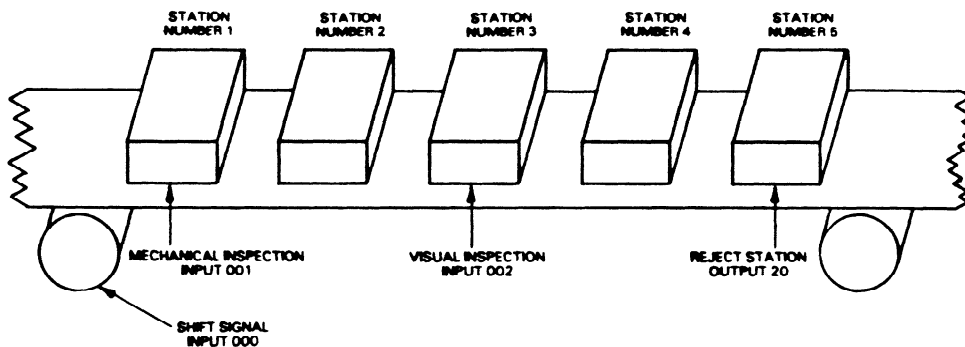 STATION
NUMBER 1
STATION
NUMBER 2
STATION
NUMBER 3
STATION
NUMBER 4
STATION
NUMBER 5
MECHANICAL INSPECTION
INPUT 001
VISUAL INSPECTION
INPUT 002
REJECT STATION
OUTPUT 20
SHIFT SIGNAL
INPUT 000